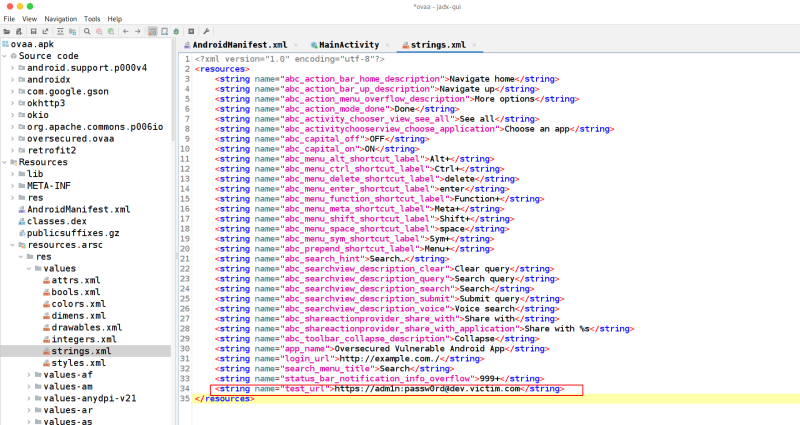 *ovaa - jadx-gui
File View Navigation Tools Help
ovaa.apk
Source code
android.support.p000v4
androidx
com.google.gson
okhttp3
okio
org.apache.commons.p006io
oversecured.ovaa
retrofit2
Resources
lib
META-INF
res
AndroidManifest.xml
classes.dex
publicsuffixes.gz
resources.arsc
res
values
attrs.xml
bools.xml
colors.xml
dimens.xml
drawables.xml
integers.xml
strings.xml
styles.xml
values-af
values-am
values-anydpi-v21
values-ar
values-as
AndroidManifest.xml MainActivity strings.xml
1 <?xml version="1.0" encoding="utf-8"?>
2 <resources>
3 <string name="abc_action_bar_home_description">Navigate home</string>
4 <string name="abc_action_bar_up_description">Navigate up</string>
5 <string name="abc_action_menu_overflow_description">More options</string>
6 <string name="abc_action_mode_done">Done</string>
7 <string name="abc_activity_chooser_view_see_all">See all</string>
8 <string name="abc_activitychooserview_choose_application">Choose an app</string>
9 <string name="abc_capital_off">OFF</string>
10 <string name="abc_capital_on">ON</string>
11 <string name="abc_menu_alt_shortcut_label">Alt+</string>
12 <string name="abc_menu_ctrl_shortcut_label">Ctrl+</string>
13 <string name="abc_menu_delete_shortcut_label">delete</string>
14 <string name="abc_menu_enter_shortcut_label">enter</string>
15 <string name="abc_menu_function_shortcut_label">Function+</string>
16 <string name="abc_menu_meta_shortcut_label">Meta+</string>
17 <string name="abc_menu_shift_shortcut_label">Shift+</string>
18 <string name="abc_menu_space_shortcut_label">space</string>
19 <string name="abc_menu_sym_shortcut_label">Sym+</string>
20 <string name="abc_prepend_shortcut_label">Menu+</string>
21 <string name="abc_search_hint">Search…</string>
22 <string name="abc_searchview_description_clear">Clear query</string>
23 <string name="abc_searchview_description_query">Search query</string>
24 <string name="abc_searchview_description_search">Search</string>
25 <string name="abc_searchview_description_submit">Submit query</string>
26 <string name="abc_searchview_description_voice">Voice search</string>
27 <string name="abc_shareactionprovider_share_with">Share with</string>
28 <string name="abc_shareactionprovider_share_with_application">Share with %s</string>
29 <string name="abc_toolbar_collapse_description">Collapse</string>
30 <string name="app_name">Oversecured Vulnerable Android App</string>
31 <string name="login_url">http://example.com./</string>
32 <string name="search_menu_title">Search</string>
33 <string name="status_bar_notification_info_overflow">999+</string>
34 <string name="test_url">https://adm1n:passw0rd@dev.victim.com</string>
35 </resources>